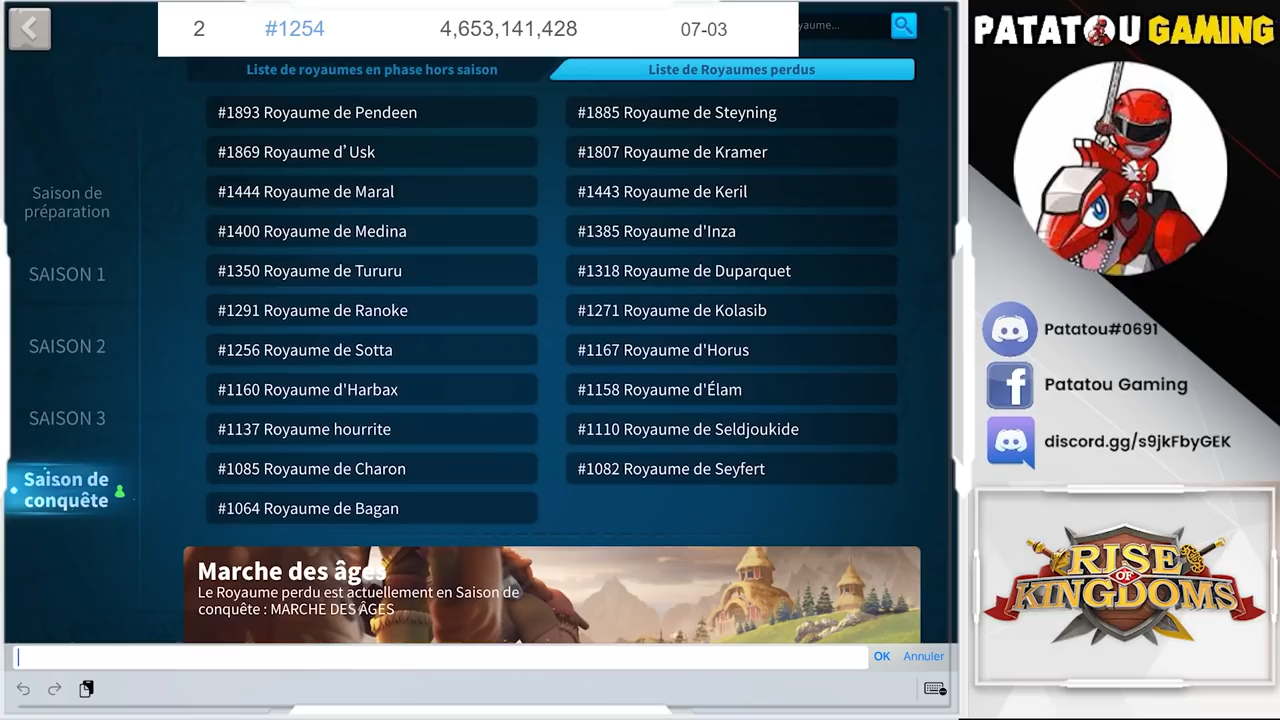 2 #1254 4,653,141,428 07-03
yaume...
Liste de royaumes en phase hors saison
Liste de Royaumes perdus
#1893 Royaume de Pendeen
#1885 Royaume de Steyning
#1869 Royaume d'Usk
#1807 Royaume de Kramer
#1444 Royaume de Maral
#1443 Royaume de Keril
#1400 Royaume de Medina
#1385 Royaume d'Inza
#1350 Royaume de Tururu
#1318 Royaume de Duparquet
#1291 Royaume de Ranoke
#1271 Royaume de Kolasib
#1256 Royaume de Sotta
#1167 Royaume d'Horus
#1160 Royaume d'Harbax
#1158 Royaume d'Élam
#1137 Royaume hourrite
#1110 Royaume de Seldjoukide
#1085 Royaume de Charon
#1082 Royaume de Seyfert
#1064 Royaume de Bagan
Saison de
préparation
SAISON 1
SAISON 2
SAISON 3
Saison de
conquête
Marche des âges
Le Royaume perdu est actuellement en Saison de
conquête : MARCHE DES ÂGES
OK Annuler
PATATOU GAMING
Patatou#0691
Patatou Gaming
discord.gg/s9jkFbyGEK
RISE
OF
KINGDOMS